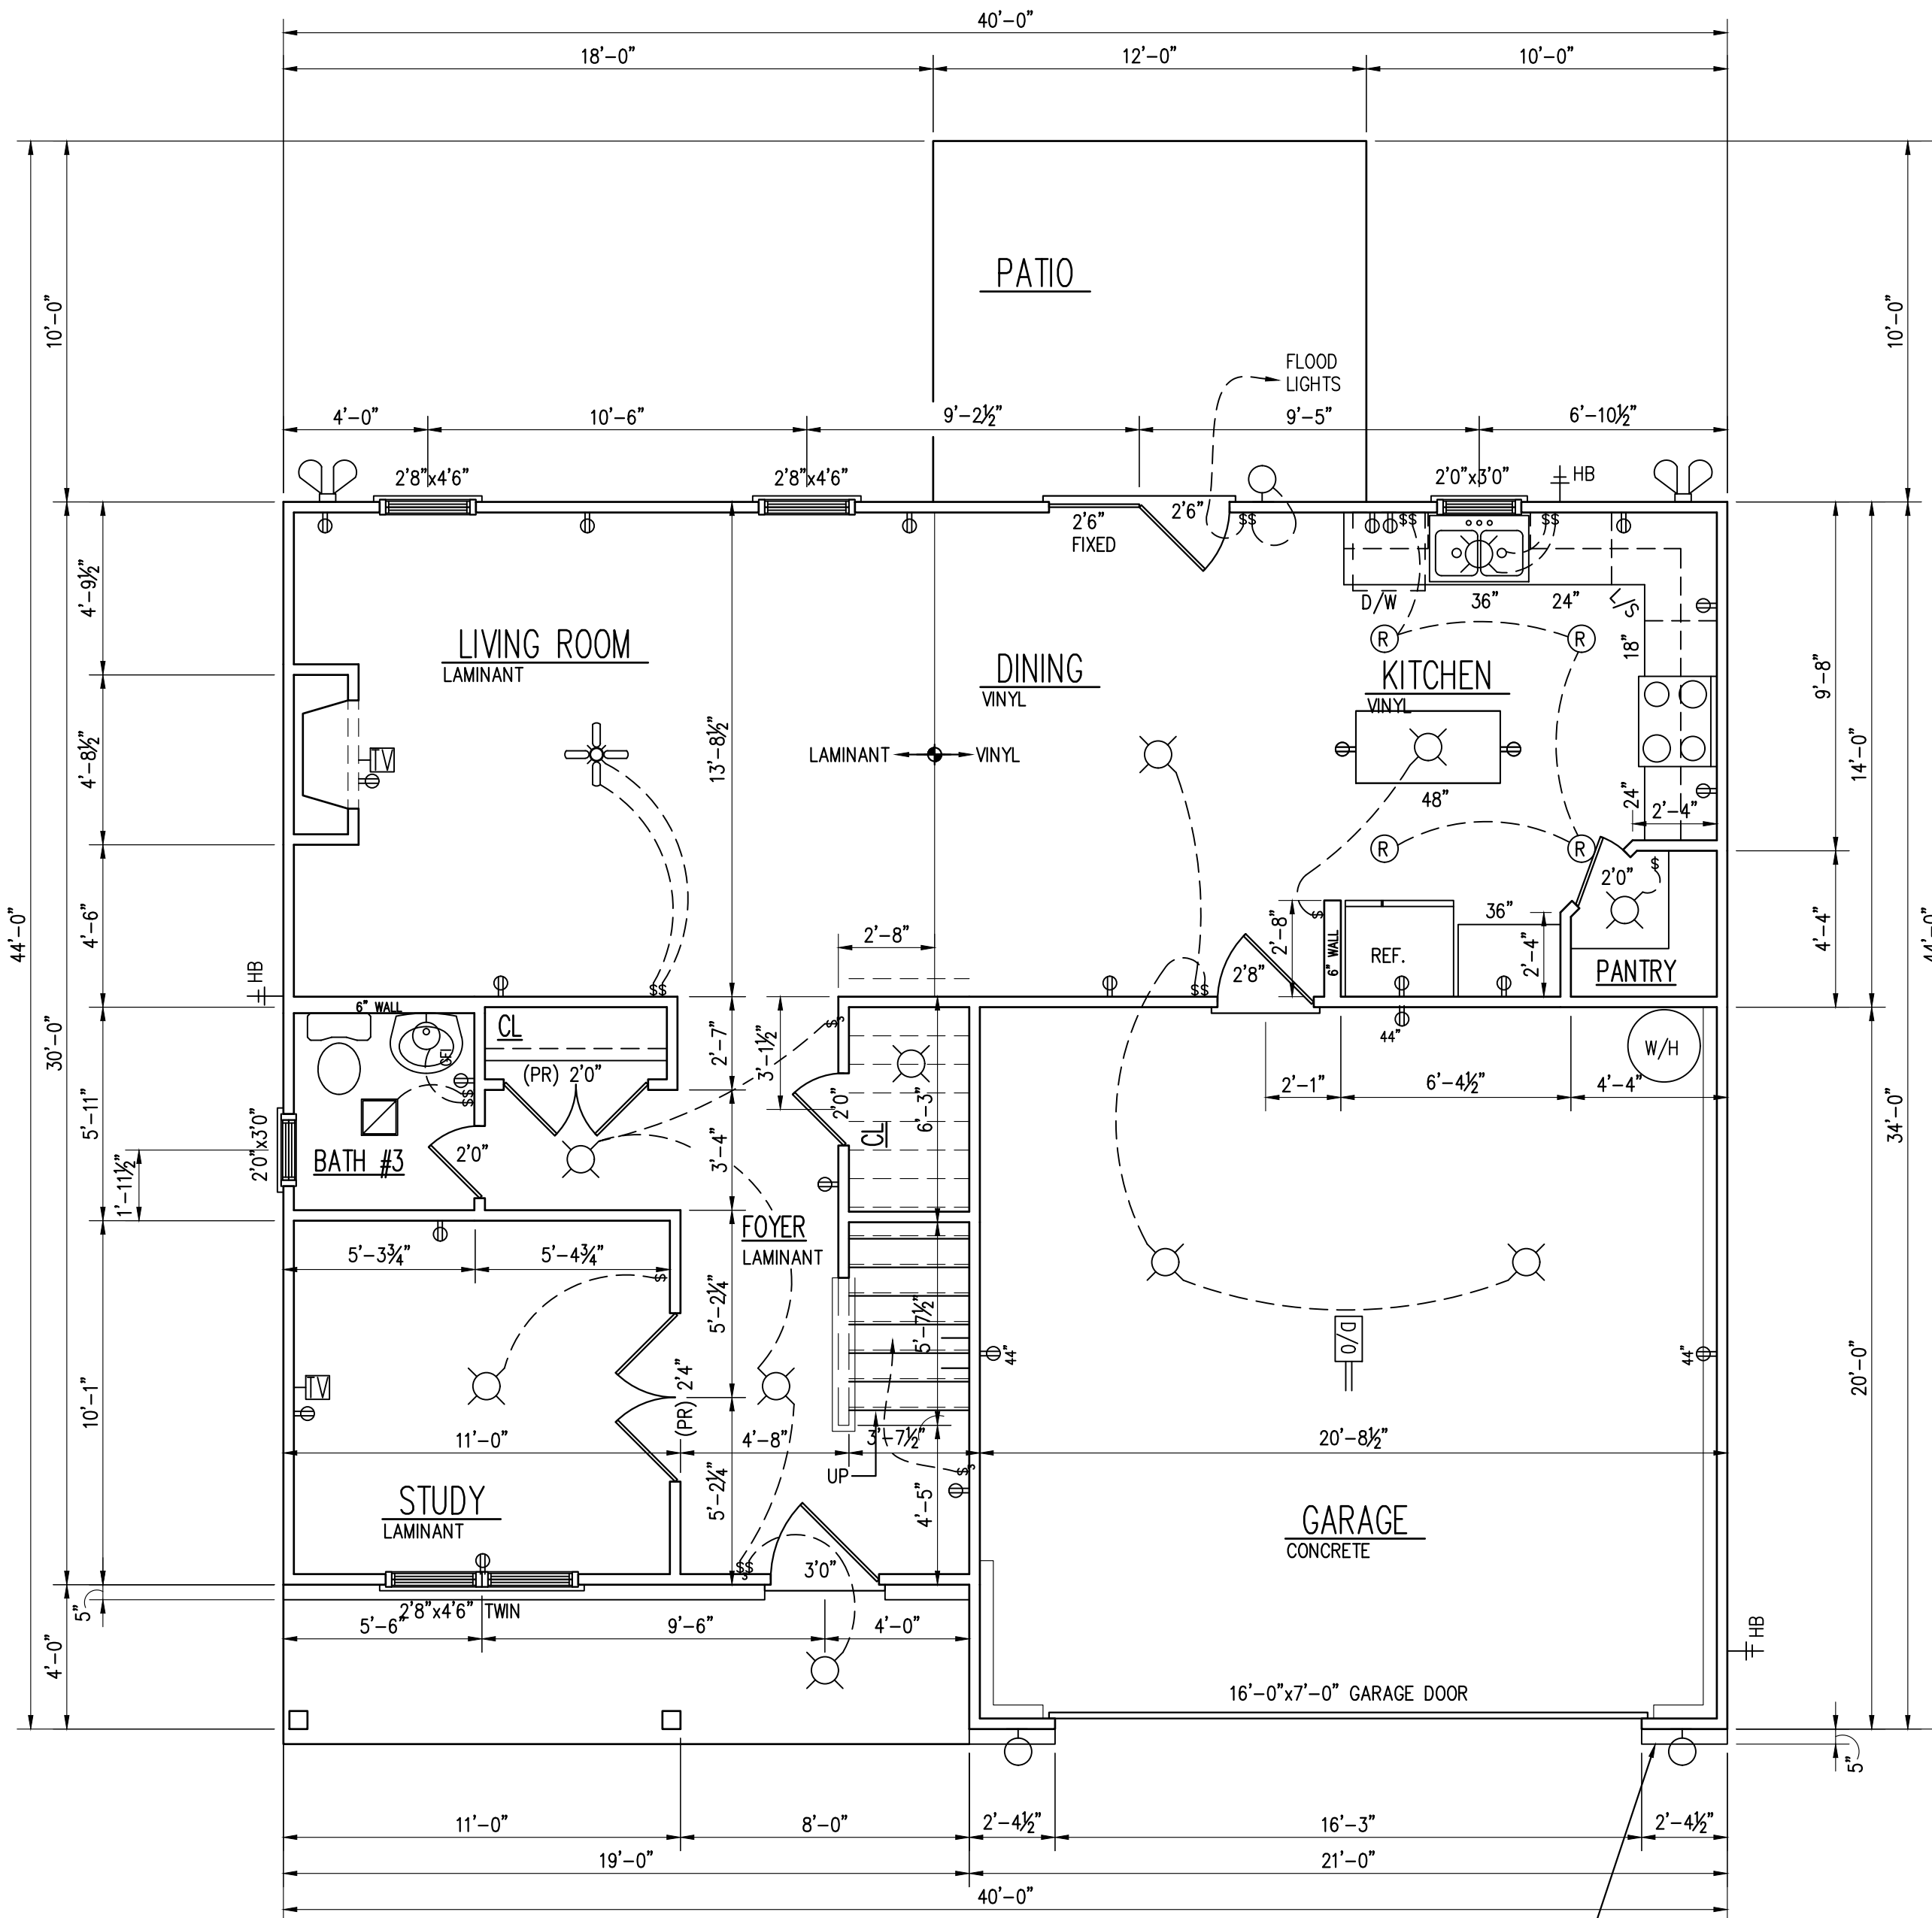 40'-0"
18'-0" 12'-0" 10'-0"
PATIO
10'-0" 10'-0"
FLOOD
LIGHTS
4'-0" 10'-6" 9'-2½" 9'-5" 6'-10½"
2'8"x4'6" 2'8"x4'6" 2'0"x3'0" HB
2'6"
FIXED
2'6"
$$ $$ $$
4'-9½"
D/W 36" 24" L/S
18"
LIVING ROOM
LAMINANT
DINING
VINYL
KITCHEN
VINYL
R R
9'-8"
14'-0"
4'-8½"
TV
13'-8½"
LAMINANT VINYL
48"
24"
2'-4"
R R
2'0"
$
4'-6"
44'-0"
2'-8"
2'-8"
$
6" WALL
36"
REF.
2'-4"
4'-4"
44'-0"
HB
2'8"
PANTRY
$$ $$
6" WALL
CL
$3
30'-0"
2'-7"
3'-1½"
44"
W/H
GFI
(PR) 2'0"
$$
2'0"
6'-3"
2'-1" 6'-4½" 4'-4"
5'-11"
2'0"x3'0"
1'-11½"
BATH #3
2'0"
3'-4"
CL
34'-0"
FOYER
LAMINANT
5'-3¾" 5'-4¾"
$
5'-2¼"
5'-7½"
D/O
44" 44"
20'-0"
10'-1"
TV
(PR) 2'4"
11'-0" 4'-8" 3'-7½" 20'-8½"
UP
$3
STUDY
LAMINANT
5'-2¼"
4'-5"
GARAGE
CONCRETE
$$
3
3'0"
5"
2'8"x4'6" TWIN
5'-6" 9'-6" 4'-0"
4'-0"
HB
16'-0"x7'-0" GARAGE DOOR
5"
11'-0" 8'-0" 2'-4½" 16'-3" 2'-4½"
19'-0" 21'-0"
40'-0"